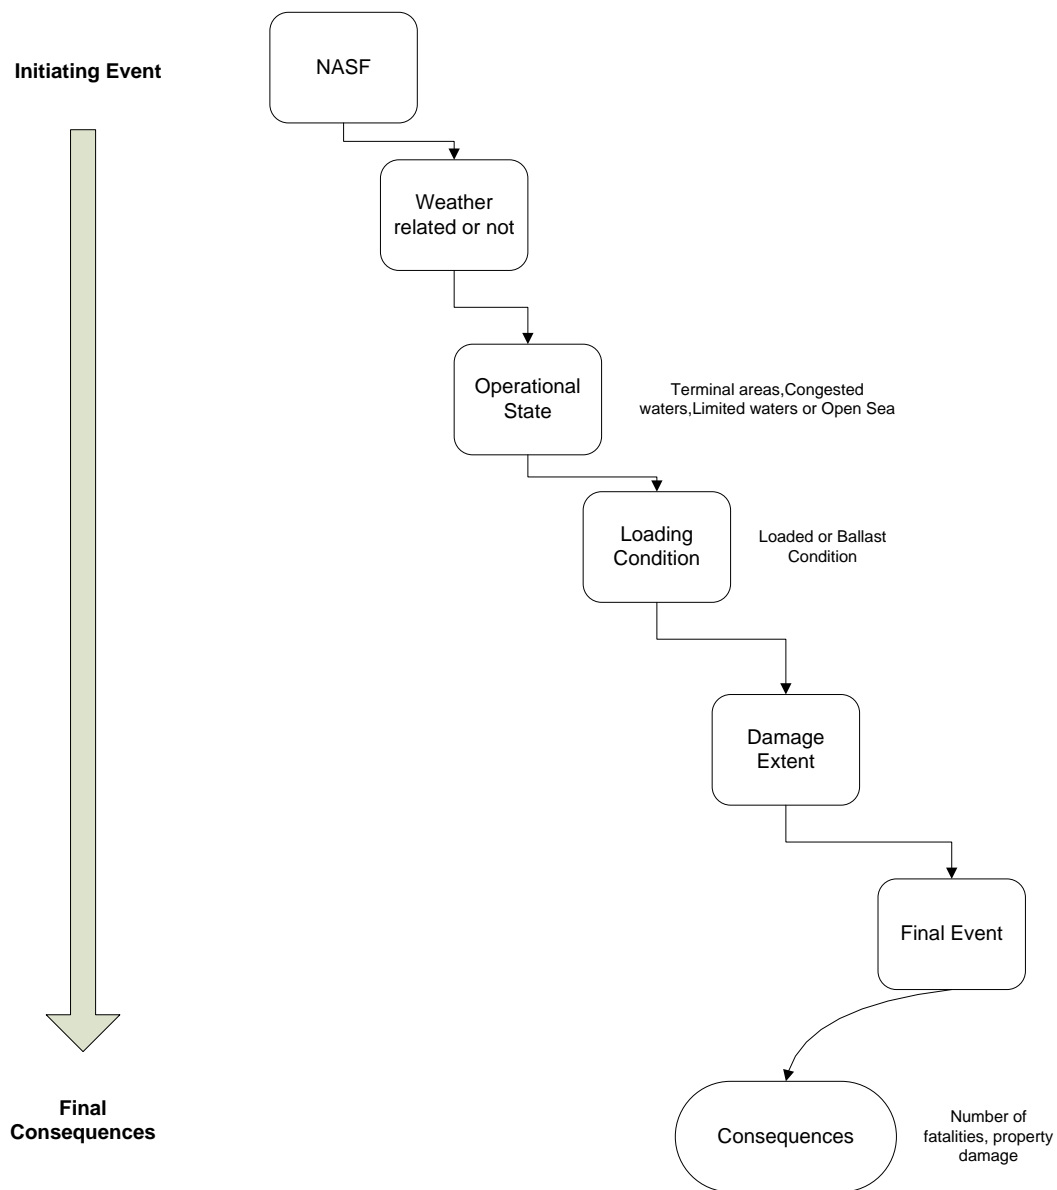 NASF
Initiating Event
Weather
related or not
Operational
State
Terminal areas,Congested
waters,Limited waters or Open Sea
Loading
Condition
Loaded or Ballast
Condition
Damage
Extent
Final Event
Final
Consequences
Consequences
Number of
fatalities, property
damage